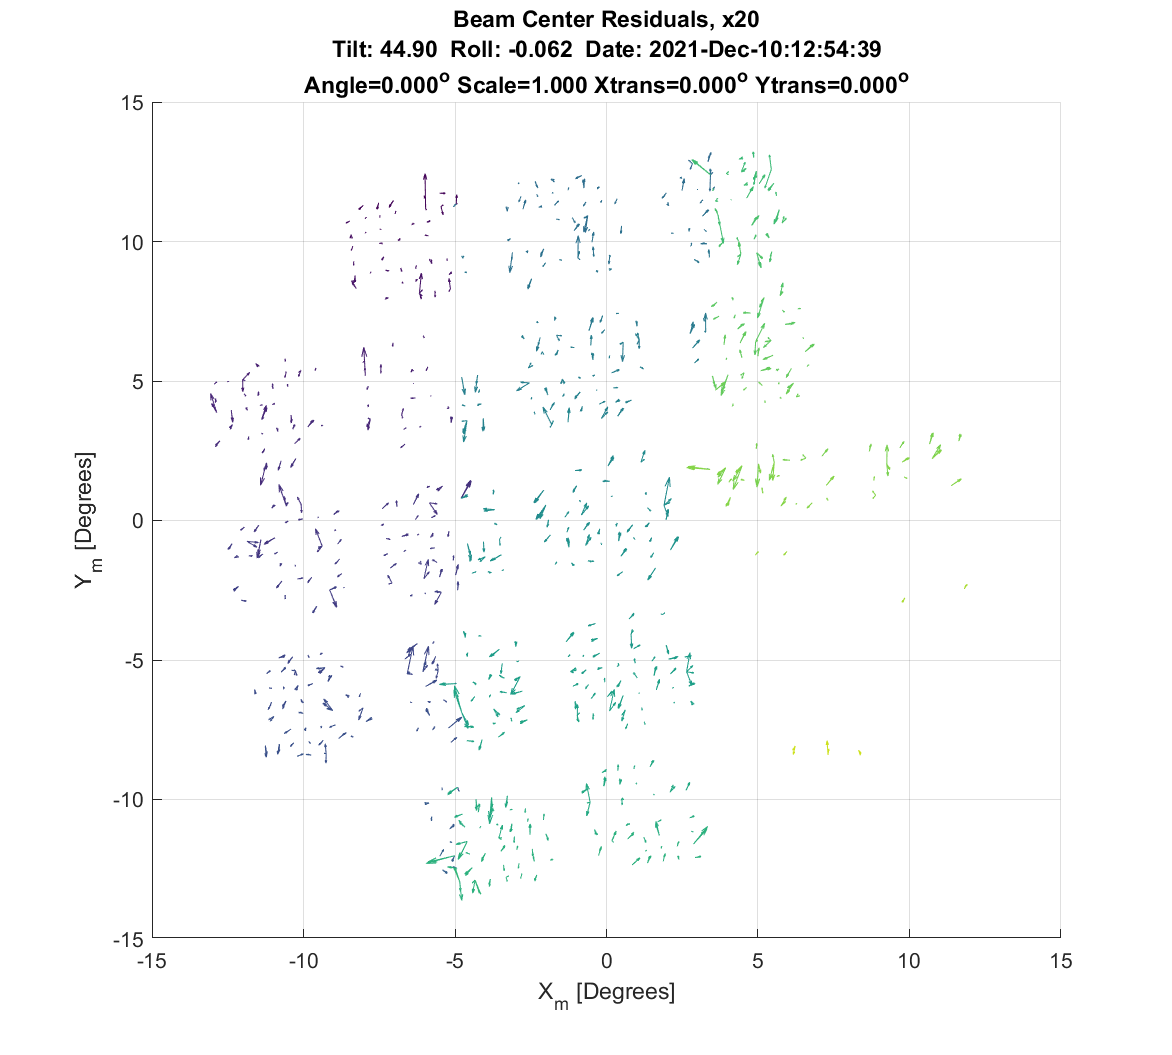 Beam Center Residuals, x20
Tilt: 44.90 Roll: -0.062 Date: 2021-Dec-10:12:54:39
Angle=0.000° Scale=1.000 Xtrans=0.000° Ytrans=0.000°
15
10
5
0
-5
-10
-15
Y_m [Degrees]
-15 -10 -5 0 5 10 15
X_m [Degrees]